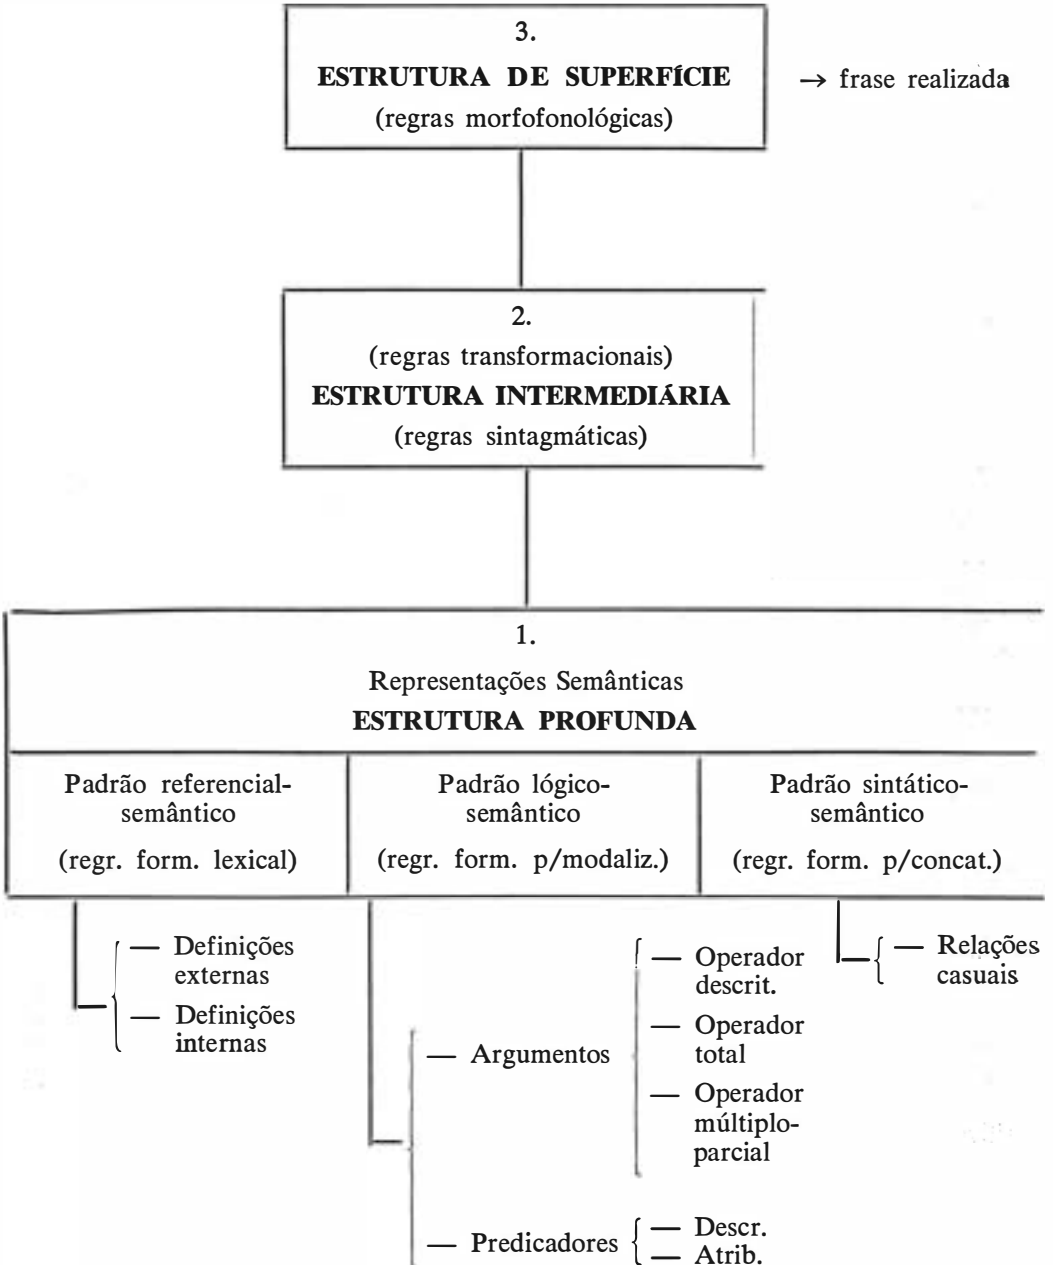 3.
ESTRUTURA DE SUPERFÍCIE
(regras morfofonológicas)
→ frase realizada
2.
(regras transformacionais)
ESTRUTURA INTERMEDIÁRIA
(regras sintagmáticas)
1.
Representações Semânticas
ESTRUTURA PROFUNDA
Padrão referencial-
semântico
(regr. form. lexical)
Padrão lógico-
semântico
(regr. form. p/modaliz.)
Padrão sintático-
semântico
(regr. form. p/concat.)
— Definições
externas
— Definições
internas
— Argumentos
— Operador
descrit.
— Operador
total
— Operador
múltiplo-
parcial
— Predicadores
— Descr.
— Atrib.
— Relações
casuais